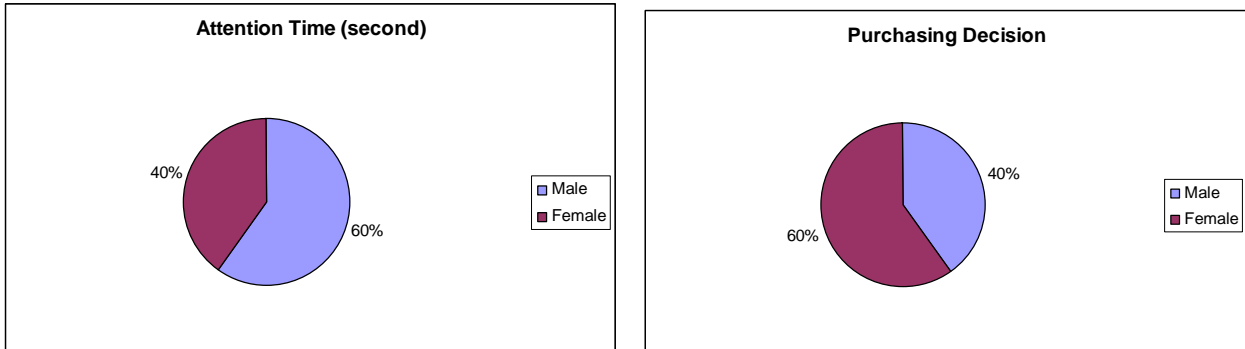 Attention Time (second)
40%
60%
Male
Female
Purchasing Decision
40%
60%
Male
Female